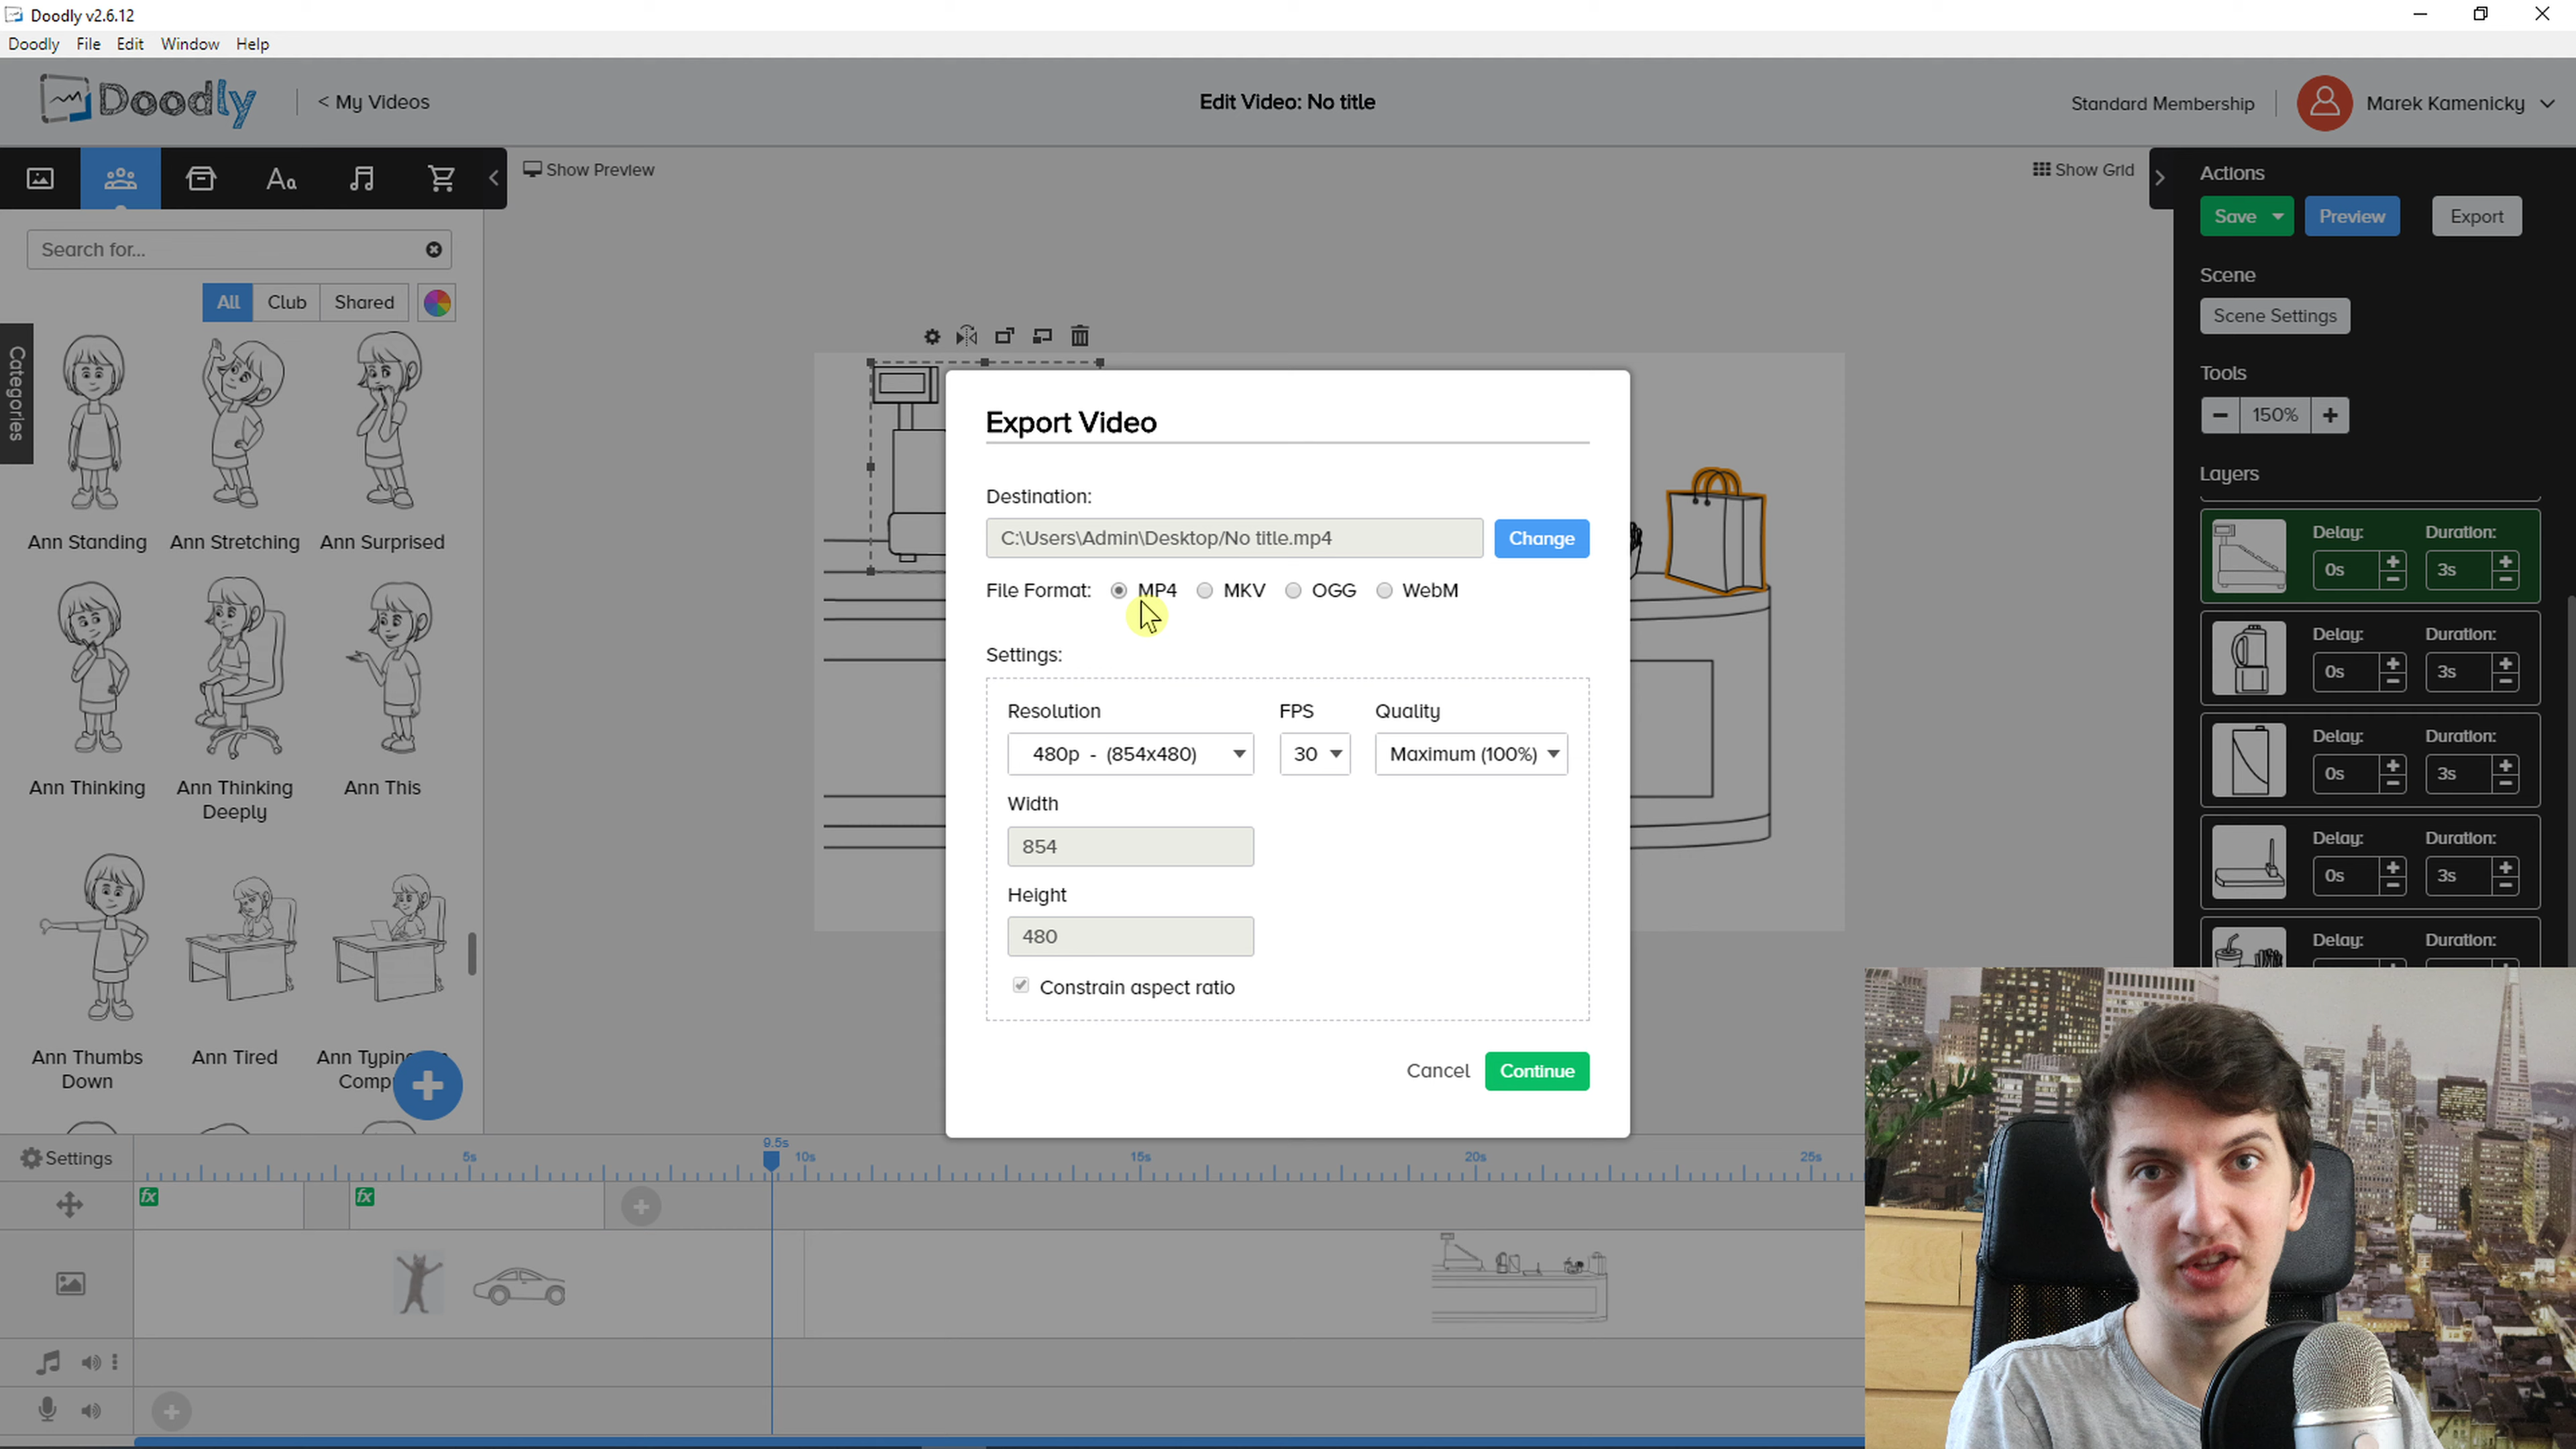 Doodly v2.6.12
Doodly File Edit Window Help
Doodly
< My Videos
Edit Video: No title
Standard Membership
Marek Kamenicky
Aa
Show Preview
Show Grid
Search for...
All Club Shared
Categories
Ann Standing
Ann Stretching
Ann Surprised
Ann Thinking
Ann Thinking
Deeply
Ann This
Ann Thumbs
Down
Ann Tired
Export Video
Destination:
C:\Users\Admin\Desktop/No title.mp4
Change
File Format: MP4 MKV OGG WebM
Settings:
Resolution FPS Quality
480p - (854x480) 30 Maximum (100%)
Width
854
Height
480
Constrain aspect ratio
Cancel Continue
Actions
Save Preview Export
Scene
Scene Settings
Tools
150%
Layers
Delay: Duration:
0s 3s
Delay: Duration:
0s 3s
Delay: Duration:
0s 3s
Delay: Duration:
0s 3s
Delay: Duration:
Settings
5s 9.5s 10s 15s 20s 25s
fx fx